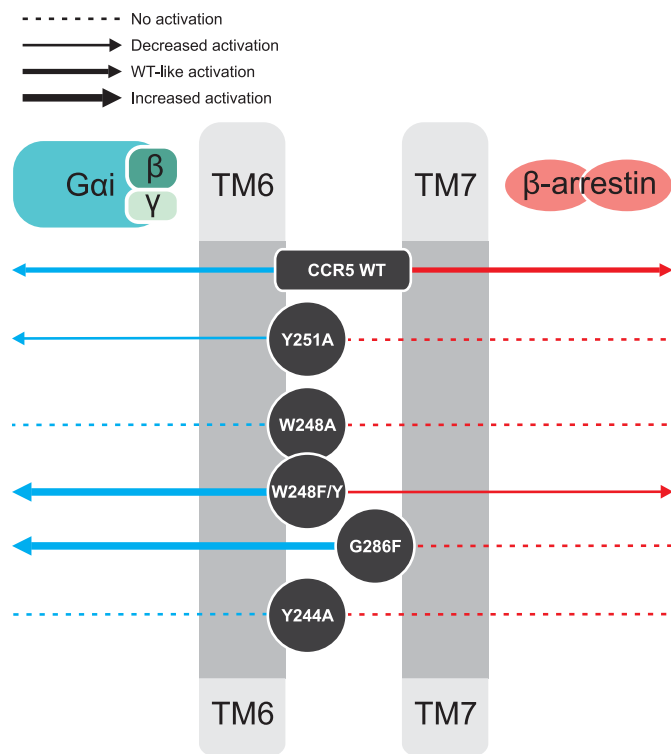 No activation
Decreased activation
WT-like activation
Increased activation
Gαi
β
γ
TM6
TM7
β-arrestin
CCR5 WT
Y251A
W248A
W248F/Y
G286F
Y244A
TM6
TM7